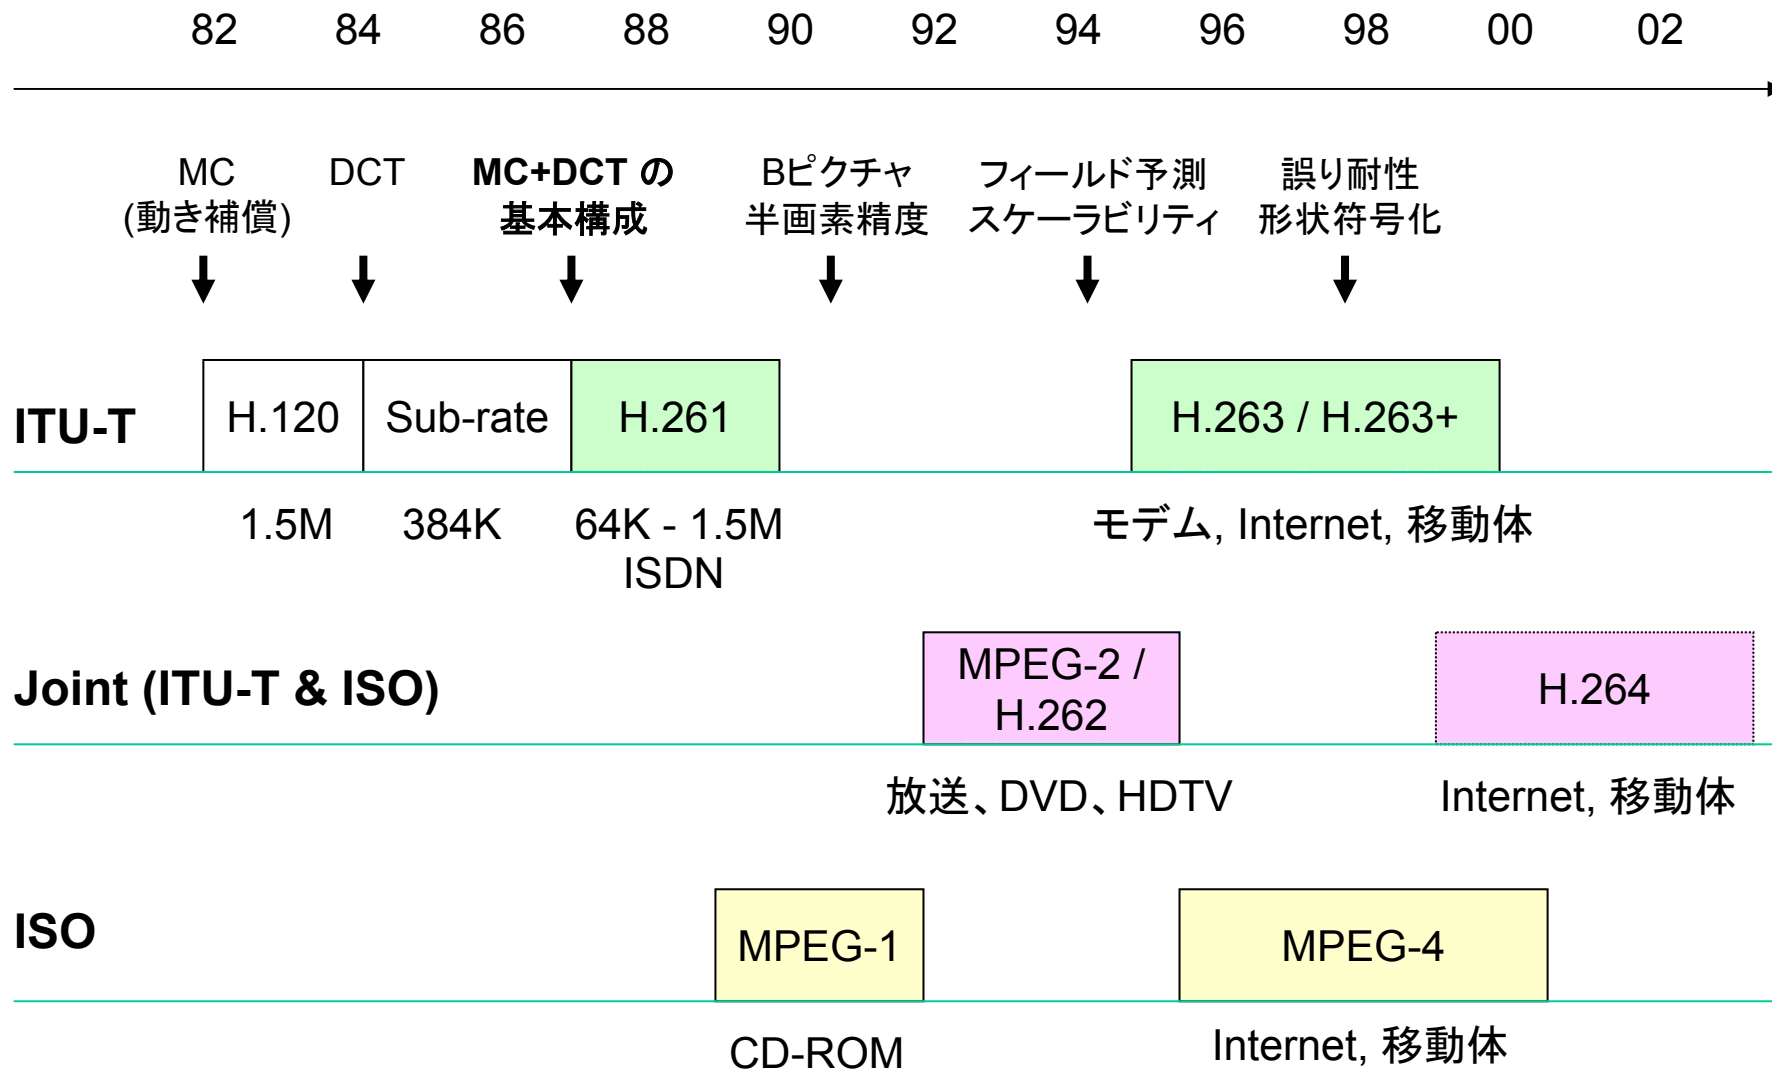 82 84 86 88 90 92 94 96 98 00 02
MC
(動き補償)
DCT
MC+DCT の
基本構成
Bピクチャ
半画素精度
フィールド予測
スケーラビリティ
誤り耐性
形状符号化
ITU-T
H.120
Sub-rate
H.261
H.263 / H.263+
1.5M
384K
64K - 1.5M
ISDN
モデム, Internet, 移動体
Joint (ITU-T & ISO)
MPEG-2 /
H.262
H.264
放送、DVD、HDTV
Internet, 移動体
ISO
MPEG-1
MPEG-4
CD-ROM
Internet, 移動体